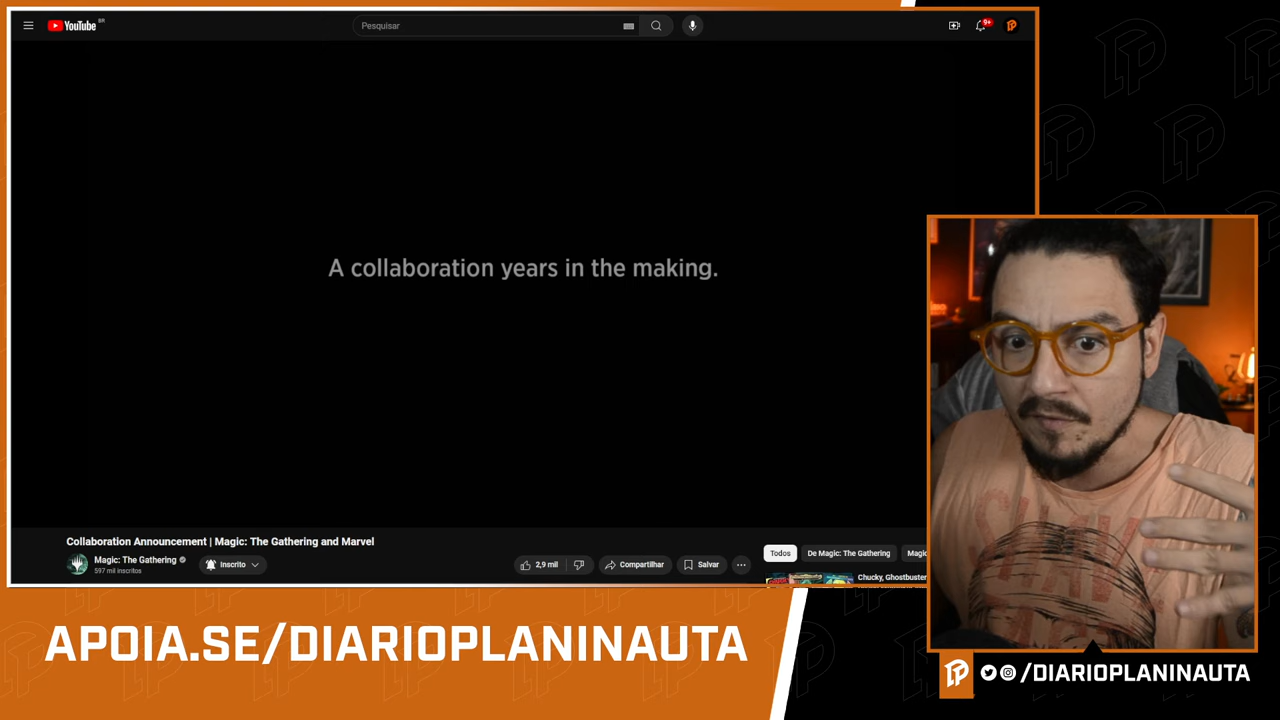 YouTube BR
Pesquisar
9+
A collaboration years in the making.
Collaboration Announcement | Magic: The Gathering and Marvel
Magic: The Gathering
597 mil inscritos
Inscrito
2,9 mil
Compartilhar
Salvar
Todos
De Magic: The Gathering
Magic
Chucky, Ghostbuster
APOIA.SE/DIARIOPLANINAUTA
/DIARIOPLANINAUTA